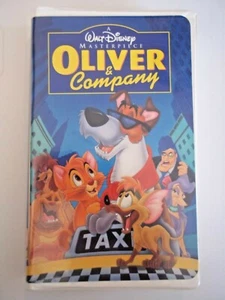 A
WALT DISNEY
MASTERPIECE
OLIVER
&
Company
TAXI